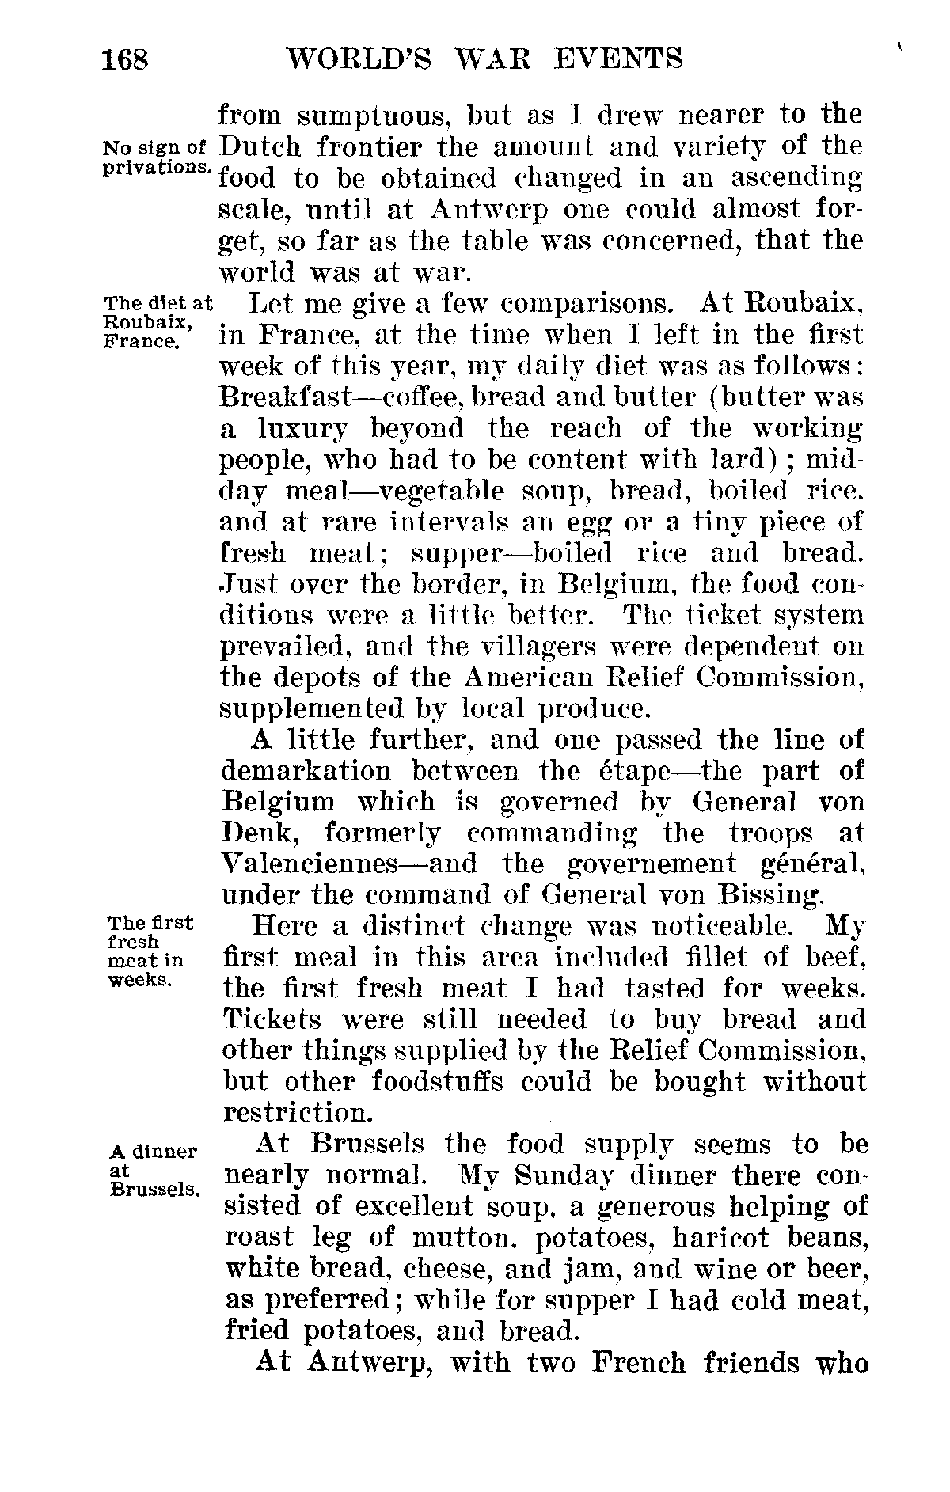 168 WORLD'S WAR EVENTS
from sumptuous, but as I drew nearer to the
No sign of Dutch frontier the amount and variety of the
privations. food to be obtained changed in an ascending
scale, until at Antwerp one could almost for-
get, so far as the table was concerned, that the
world was at war.
The diet at Let me give a few comparisons. At Roubaix,
Roubaix,
France. in France, at the time when I left in the first
week of this year, my daily diet was as follows:
Breakfast—coffee, bread and butter (butter was
a luxury beyond the reach of the working
people, who had to be content with lard); mid-
day meal—vegetable soup, bread, boiled rice,
and at rare intervals an egg or a tiny piece of
fresh meat; supper—boiled rice and bread.
Just over the border, in Belgium, the food con-
ditions were a little better. The ticket system
prevailed, and the villagers were dependent on
the depots of the American Relief Commission,
supplemented by local produce.
A little further, and one passed the line of
demarkation between the étape—the part of
Belgium which is governed by General von
Denk, formerly commanding the troops at
Valenciennes—and the governement général,
under the command of General von Bissing.
The first Here a distinct change was noticeable. My
fresh
meat in first meal in this area included fillet of beef,
weeks. the first fresh meat I had tasted for weeks.
Tickets were still needed to buy bread and
other things supplied by the Relief Commission,
but other foodstuffs could be bought without
restriction.
A dinner At Brussels the food supply seems to be
at nearly normal. My Sunday dinner there con-
Brussels. sisted of excellent soup, a generous helping of
roast leg of mutton, potatoes, haricot beans,
white bread, cheese, and jam, and wine or beer,
as preferred; while for supper I had cold meat,
fried potatoes, and bread.
At Antwerp, with two French friends who